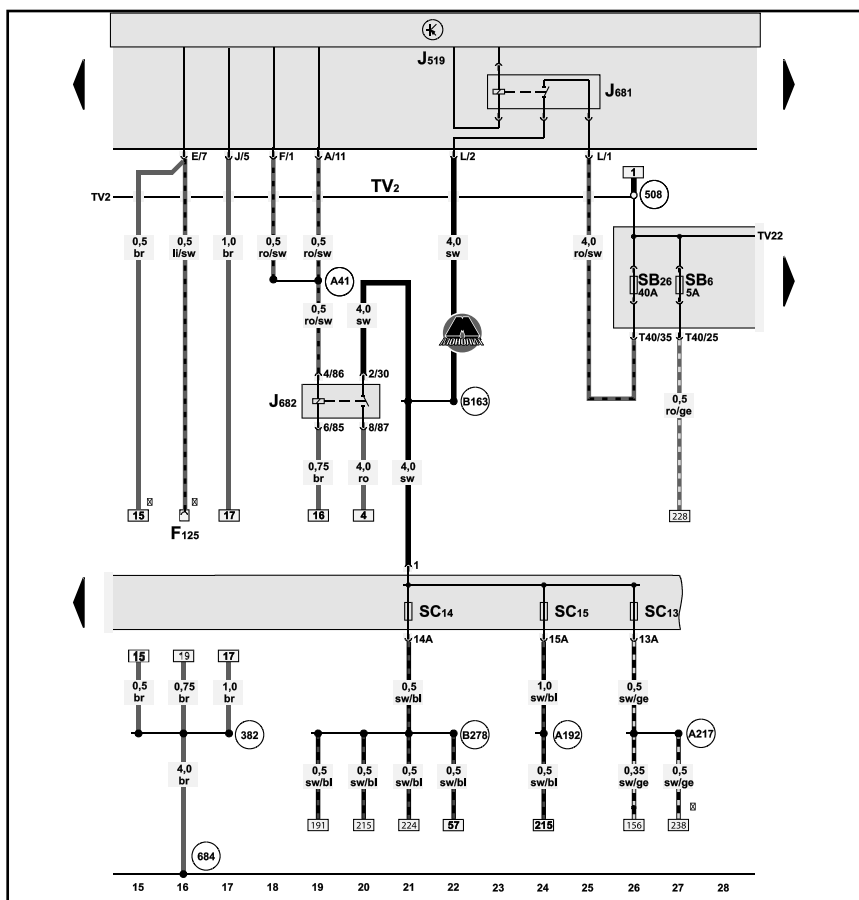 J519
J681
E/7 J/5 F/1 A/11 L/2 L/1
TV2 TV2 1 508
TV22
0,5 br
0,5 li/sw
1,0 br
0,5 ro/sw
0,5 ro/sw
4,0 sw
4,0 ro/sw
SB26 40A
SB6 5A
A41
0,5 ro/sw
4,0 sw
T40/35 T40/25
4/86 2/30
J682
B163
6/85 8/87
0,5 ro/ge
0,75 br
4,0 ro
4,0 sw
15 F125 17 16 4 228
1
SC14 SC15 SC13
14A 15A 13A
15 19 17
0,5 br
0,75 br
1,0 br
0,5 sw/bl
1,0 sw/bl
0,5 sw/ge
382 B278 A192 A217
4,0 br
0,5 sw/bl
0,5 sw/bl
0,5 sw/bl
0,5 sw/bl
0,5 sw/bl
0,35 sw/ge
0,5 sw/ge
191 215 224 57 215 156 238
684
15 16 17 18 19 20 21 22 23 24 25 26 27 28